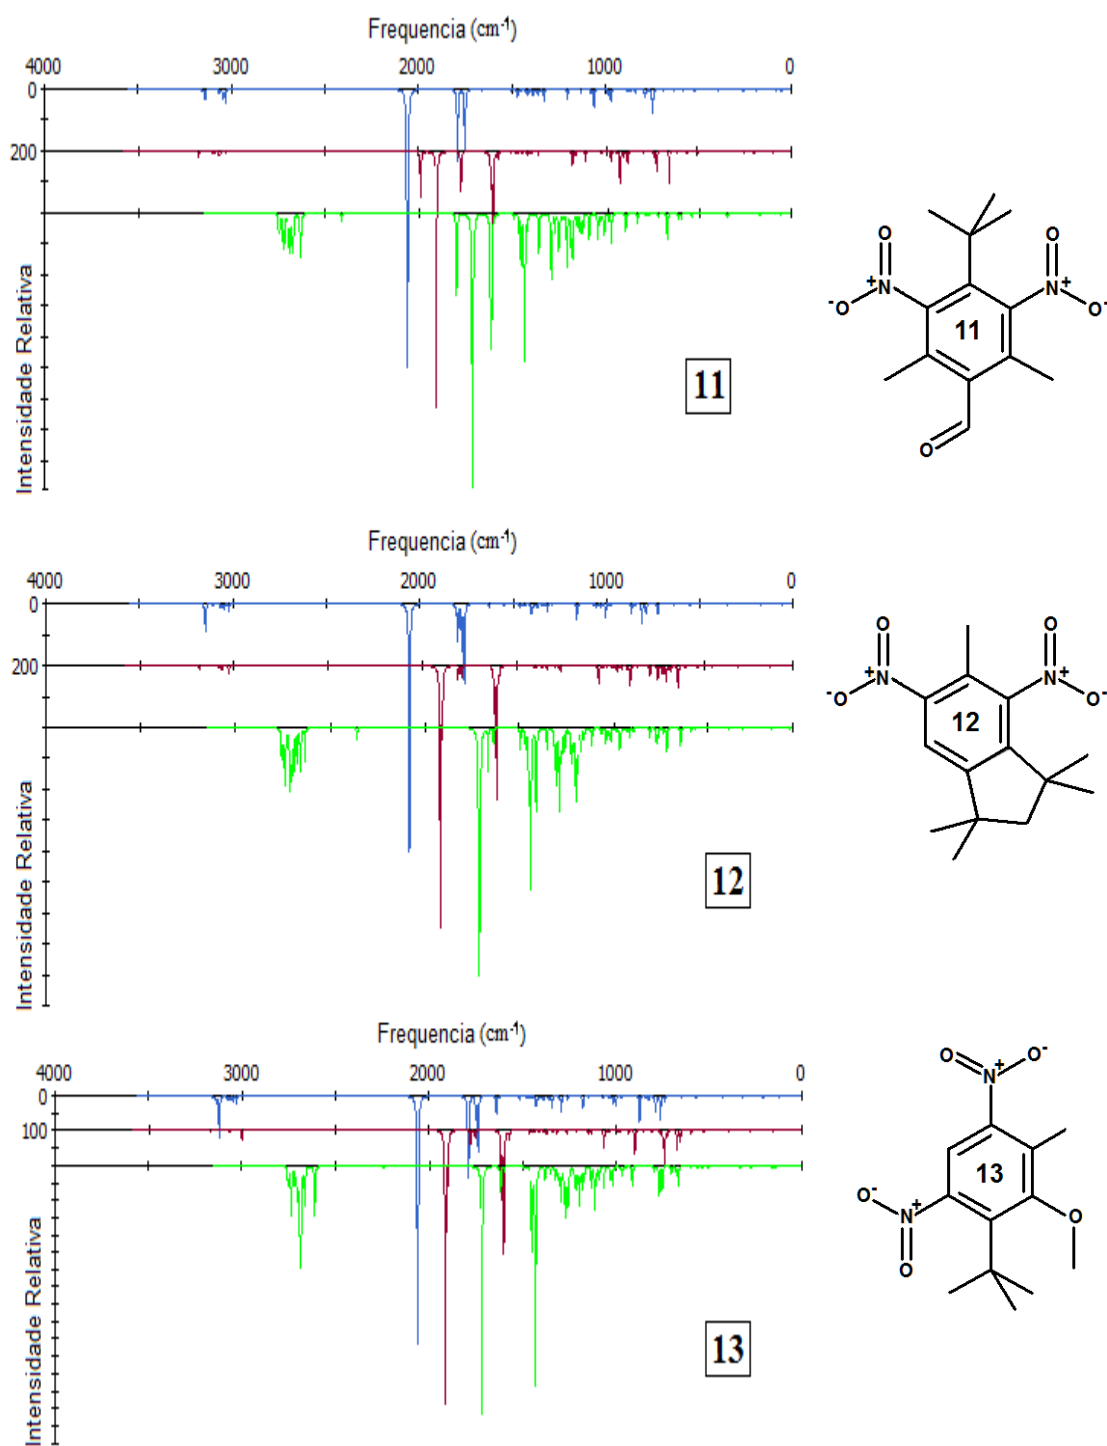 Frequencia (cm-1)
4000 3000 2000 1000 0
0
200
Intensidade Relativa
11
O O
N+ N+
-O O-
11
O
Frequencia (cm-1)
4000 3000 2000 1000 0
0
200
Intensidade Relativa
12
O O
N+ N+
-O O-
12
Frequencia (cm-1)
4000 3000 2000 1000 0
0
100
Intensidade Relativa
13
O O-
N+
13
O-
N+ O
O